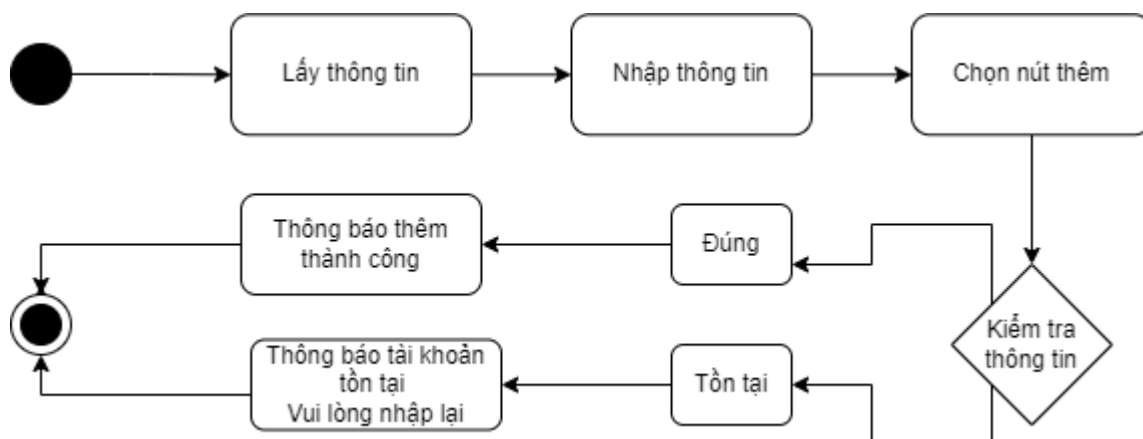 Lấy thông tin
Nhập thông tin
Chọn nút thêm
Thông báo thêm
thành công
Đúng
Kiểm tra
thông tin
Thông báo tài khoản
tồn tại
Vui lòng nhập lại
Tồn tại